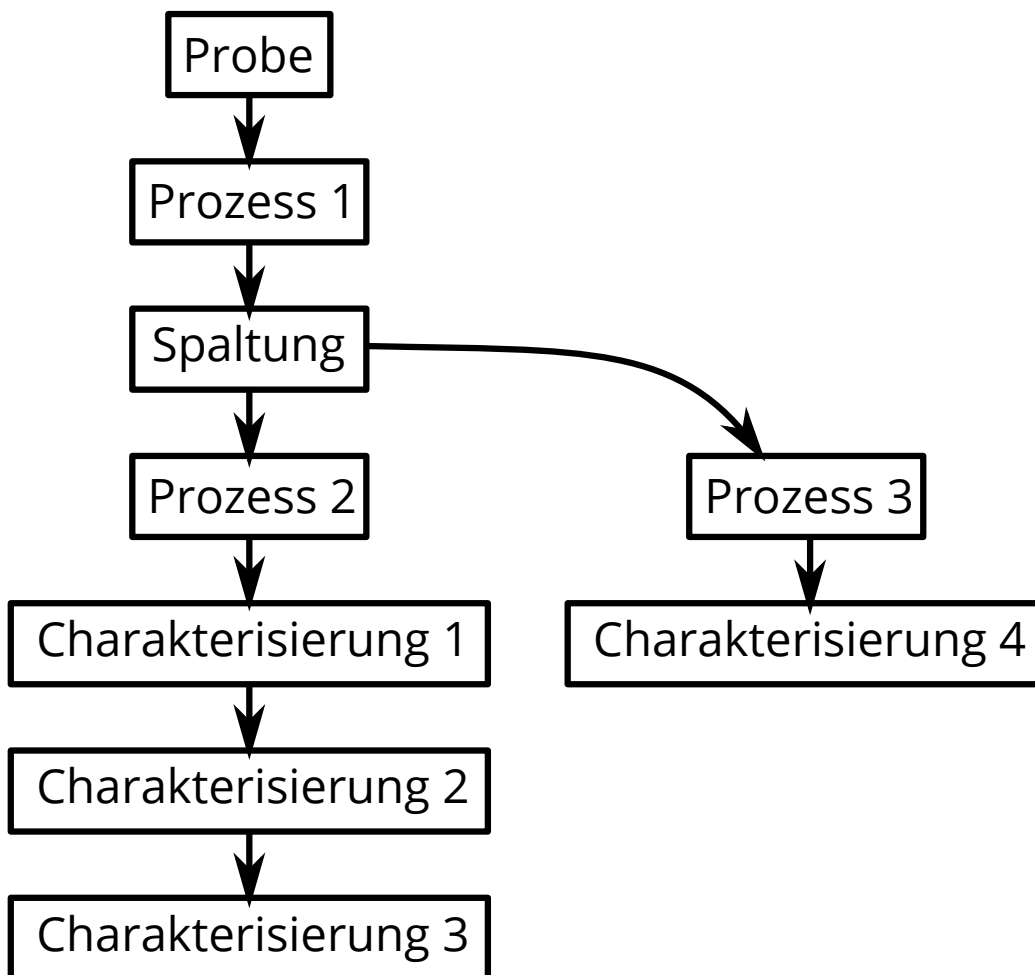 Probe
Prozess 1
Spaltung
Prozess 2
Prozess 3
Charakterisierung 1
Charakterisierung 4
Charakterisierung 2
Charakterisierung 3